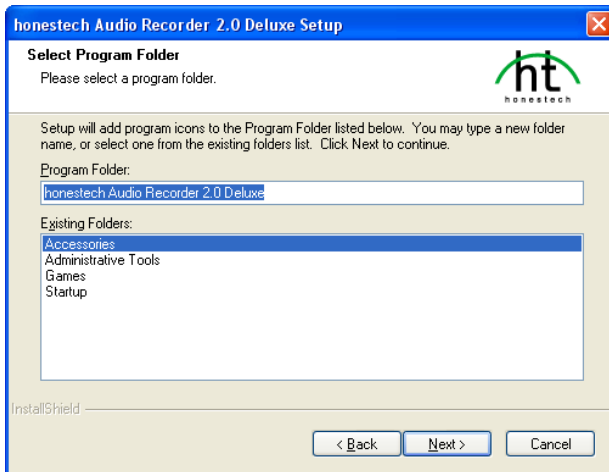 honestech Audio Recorder 2.0 Deluxe Setup
Select Program Folder
Please select a program folder.
ht
honestech
Setup will add program icons to the Program Folder listed below. You may type a new folder
name, or select one from the existing folders list. Click Next to continue.
Program Folder:
honestech Audio Recorder 2.0 Deluxe
Existing Folders:
Accessories
Administrative Tools
Games
Startup
InstallShield
< Back
Next >
Cancel